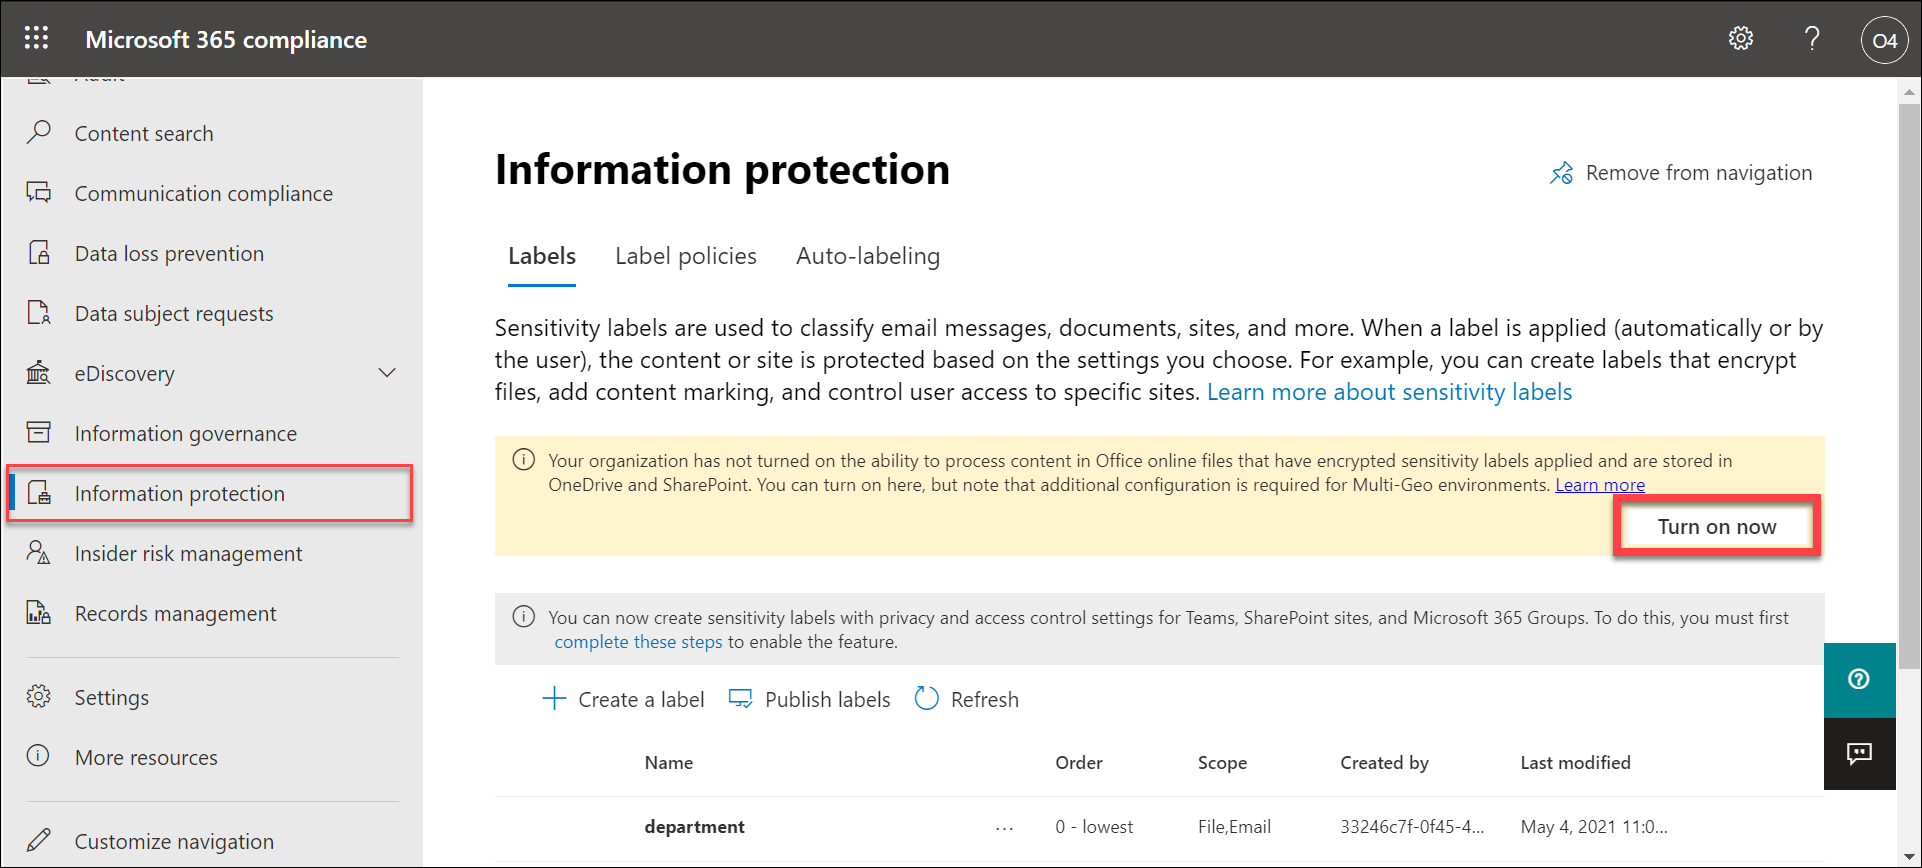 Microsoft 365 compliance
O4
Audit
Content search
Communication compliance
Data loss prevention
Data subject requests
eDiscovery
Information governance
Information protection
Insider risk management
Records management
Settings
More resources
Customize navigation
Information protection
Remove from navigation
Labels
Label policies
Auto-labeling
Sensitivity labels are used to classify email messages, documents, sites, and more. When a label is applied (automatically or by
the user), the content or site is protected based on the settings you choose. For example, you can create labels that encrypt
files, add content marking, and control user access to specific sites. Learn more about sensitivity labels
Your organization has not turned on the ability to process content in Office online files that have encrypted sensitivity labels applied and are stored in
OneDrive and SharePoint. You can turn on here, but note that additional configuration is required for Multi-Geo environments. Learn more
Turn on now
You can now create sensitivity labels with privacy and access control settings for Teams, SharePoint sites, and Microsoft 365 Groups. To do this, you must first
complete these steps to enable the feature.
Create a label
Publish labels
Refresh
Name Order Scope Created by Last modified
department ... 0 - lowest File,Email 33246c7f-0f45-4... May 4, 2021 11:0...